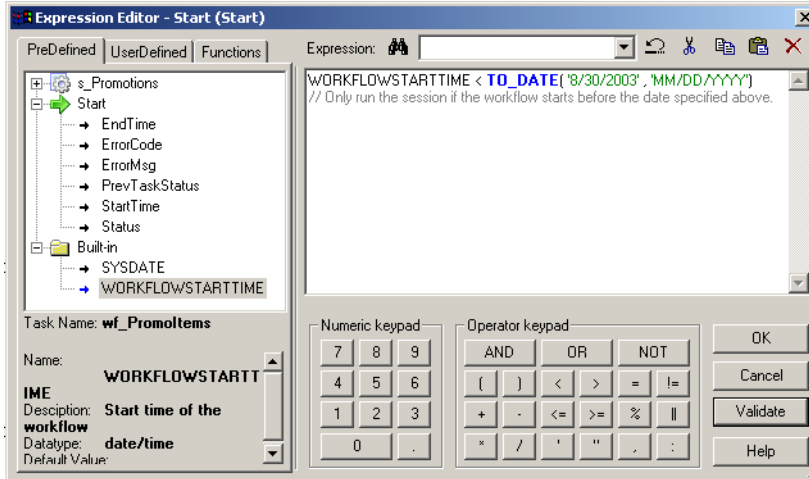 Expression Editor - Start (Start)
PreDefined UserDefined Functions
Expression:
s_Promotions
Start
EndTime
ErrorCode
ErrorMsg
PrevTaskStatus
StartTime
Status
Built-in
SYSDATE
WORKFLOWSTARTTIME
WORKFLOWSTARTTIME < TO_DATE( '8/30/2003' , 'MM/DD/YYYY')
// Only run the session if the workflow starts before the date specified above.
Task Name: wf_PromoItems
Name:
WORKFLOWSTARTT
IME
Desciption: Start time of the
workflow
Datatype: date/time
Default Value:
Numeric keypad
7 8 9
4 5 6
1 2 3
0 .
Operator keypad
AND OR NOT
( ) < > = !=
+ - <= >= % ||
* / ' " , :
OK
Cancel
Validate
Help